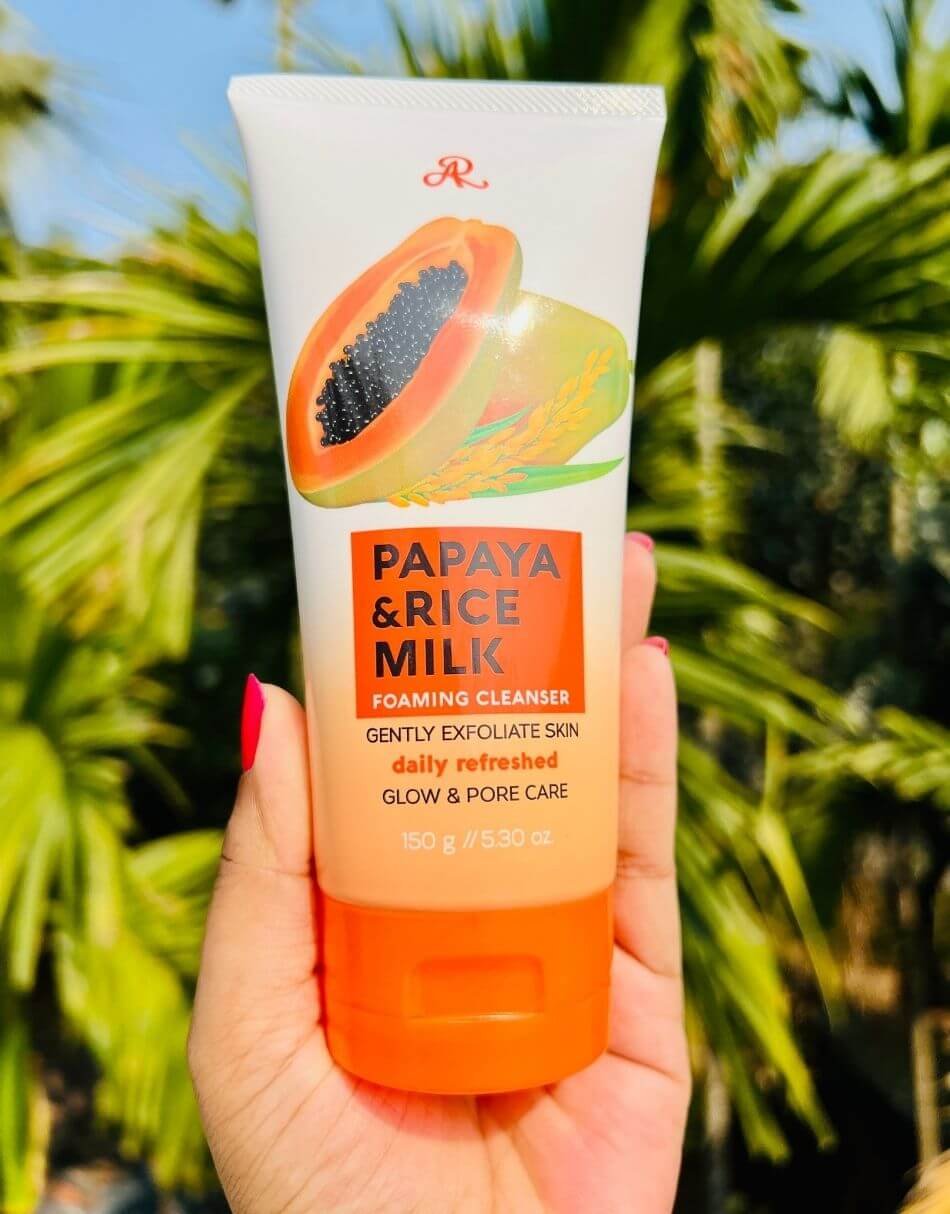 AR
PAPAYA
&RICE
MILK
FOAMING CLEANSER
GENTLY EXFOLIATE SKIN
daily refreshed
GLOW & PORE CARE
150 g // 5.30 oz.